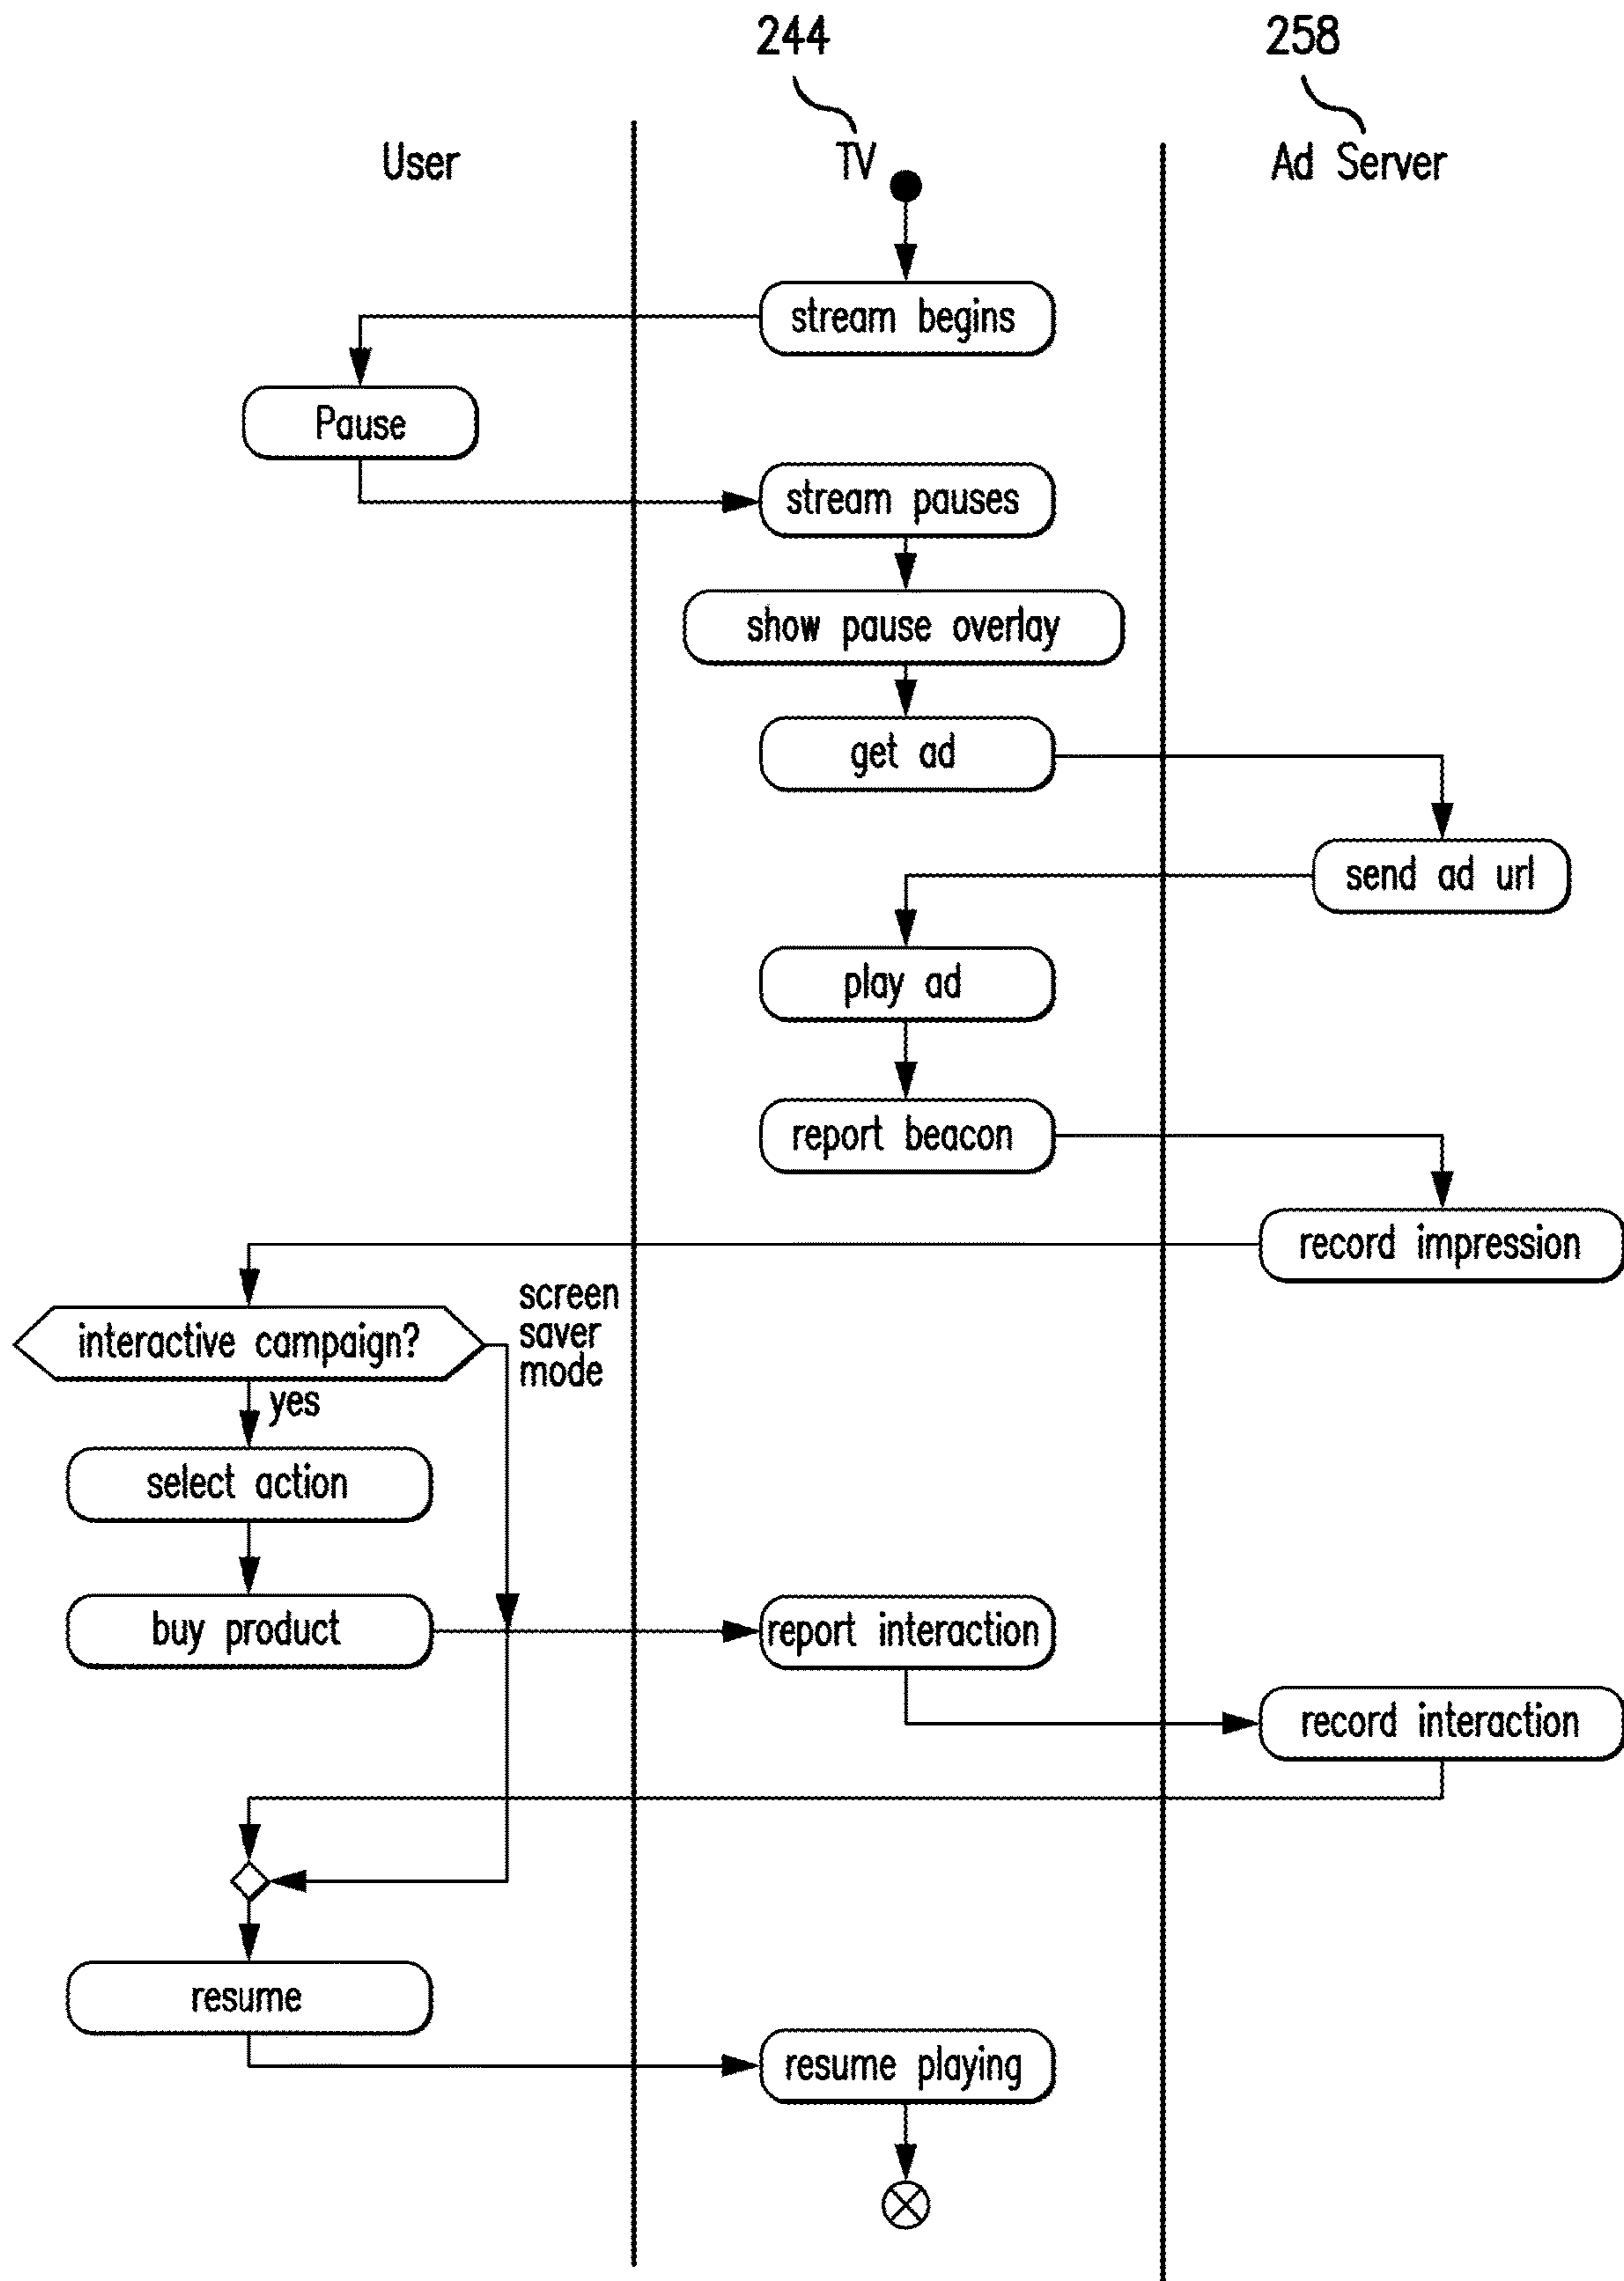 244
258
User
TV
Ad Server
stream begins
Pause
stream pauses
show pause overlay
get ad
send ad url
play ad
report beacon
record impression
interactive campaign?
screen
saver
mode
yes
select action
buy product
report interaction
record interaction
resume
resume playing